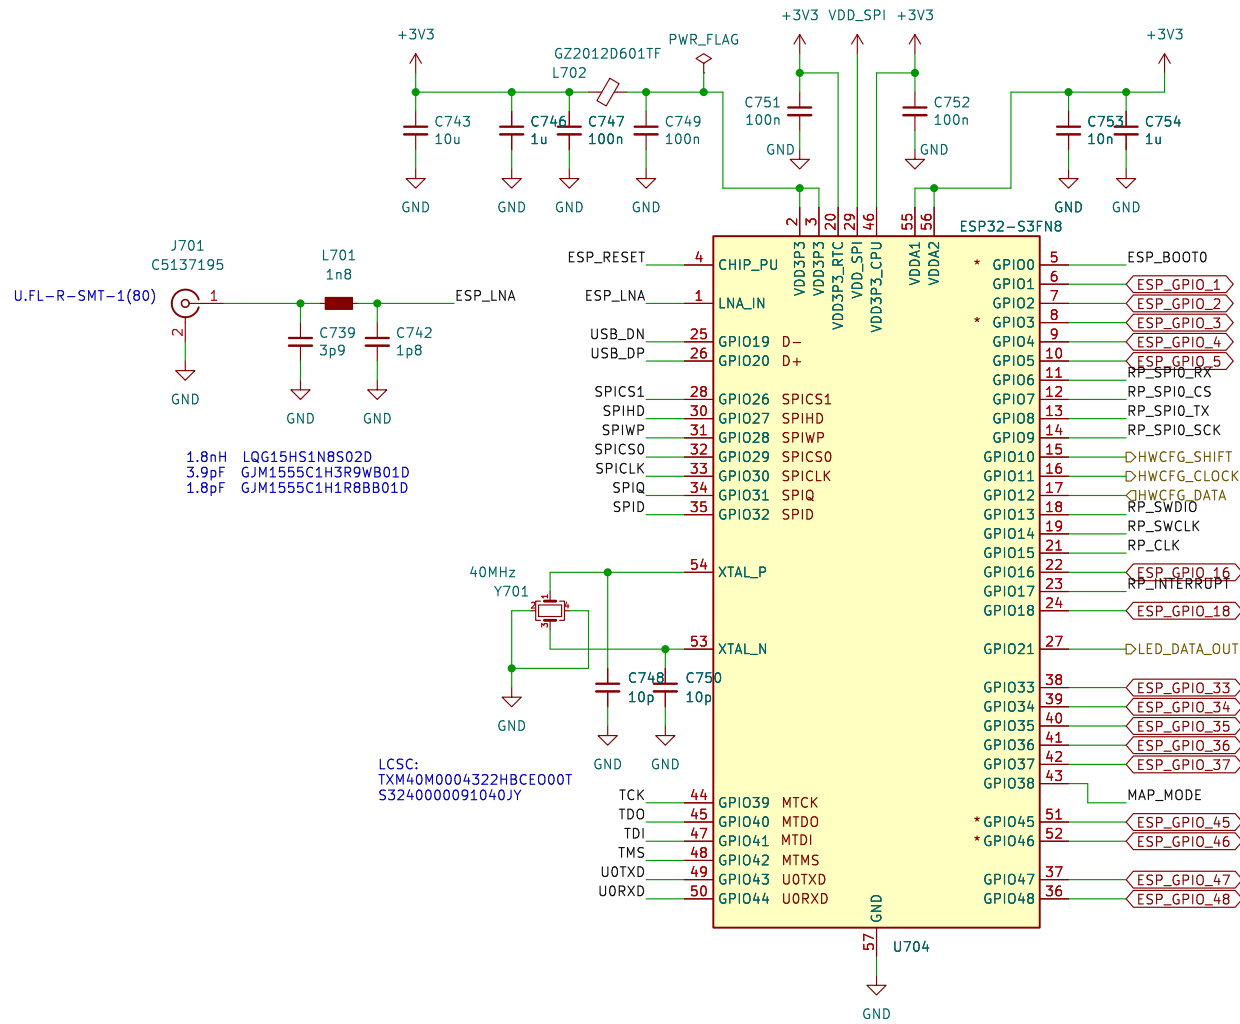 +3V3 VDD_SPI +3V3
+3V3
PWR_FLAG
+3V3
GZ2012D601TF
L702
C743
10u
C746
1u
C747
100n
C749
100n
C751
100n
C752
100n
C753
10n
C754
1u
GND
GND
GND
GND
GND
GND
GND
GND
2
3
20
29
46
55
56
ESP32-S3FN8
VDD3P3
VDD3P3
VDD3P3_RTC
VDD_SPI
VDD3P3_CPU
VDDA1
VDDA2
J701
C5137195
U.FL-R-SMT-1(80)
1
2
GND
L701
1n8
ESP_LNA
C739
3p9
C742
1p8
GND
GND
1.8nH LQG15HS1N8S02D
3.9pF GJM1555C1H3R9WB01D
1.8pF GJM1555C1H1R8BB01D
ESP_RESET 4 CHIP_PU
ESP_LNA 1 LNA_IN
USB_DN 25 GPIO19 D-
USB_DP 26 GPIO20 D+
SPICS1 28 GPIO26 SPICS1
SPIHD 30 GPIO27 SPIHD
SPIWP 31 GPIO28 SPIWP
SPICS0 32 GPIO29 SPICS0
SPICLK 33 GPIO30 SPICLK
SPIQ 34 GPIO31 SPIQ
SPID 35 GPIO32 SPID
54 XTAL_P
53 XTAL_N
40MHz
Y701
1
2
4
3
GND
C748
10p
C750
10p
GND
GND
LCSC:
TXM40M0004322HBCEO00T
S3240000091040JY
TCK 44 GPIO39 MTCK
TDO 45 GPIO40 MTDO
TDI 47 GPIO41 MTDI
TMS 48 GPIO42 MTMS
U0TXD 49 GPIO43 U0TXD
U0RXD 50 GPIO44 U0RXD
* GPIO0 5 ESP_BOOT0
GPIO1 6 ESP_GPIO_1
GPIO2 7 ESP_GPIO_2
* GPIO3 8 ESP_GPIO_3
GPIO4 9 ESP_GPIO_4
GPIO5 10 ESP_GPIO_5
GPIO6 11 RP_SPI0_RX
GPIO7 12 RP_SPI0_CS
GPIO8 13 RP_SPI0_TX
GPIO9 14 RP_SPI0_SCK
GPIO10 15 HWCFG_SHIFT
GPIO11 16 HWCFG_CLOCK
GPIO12 17 HWCFG_DATA
GPIO13 18 RP_SWDIO
GPIO14 19 RP_SWCLK
GPIO15 21 RP_CLK
GPIO16 22 ESP_GPIO_16
GPIO17 23 RP_INTERRUPT
GPIO18 24 ESP_GPIO_18
GPIO21 27 LED_DATA_OUT
GPIO33 38 ESP_GPIO_33
GPIO34 39 ESP_GPIO_34
GPIO35 40 ESP_GPIO_35
GPIO36 41 ESP_GPIO_36
GPIO37 42 ESP_GPIO_37
GPIO38 43 MAP_MODE
* GPIO45 51 ESP_GPIO_45
* GPIO46 52 ESP_GPIO_46
GPIO47 37 ESP_GPIO_47
GPIO48 36 ESP_GPIO_48
GND
57
U704
GND